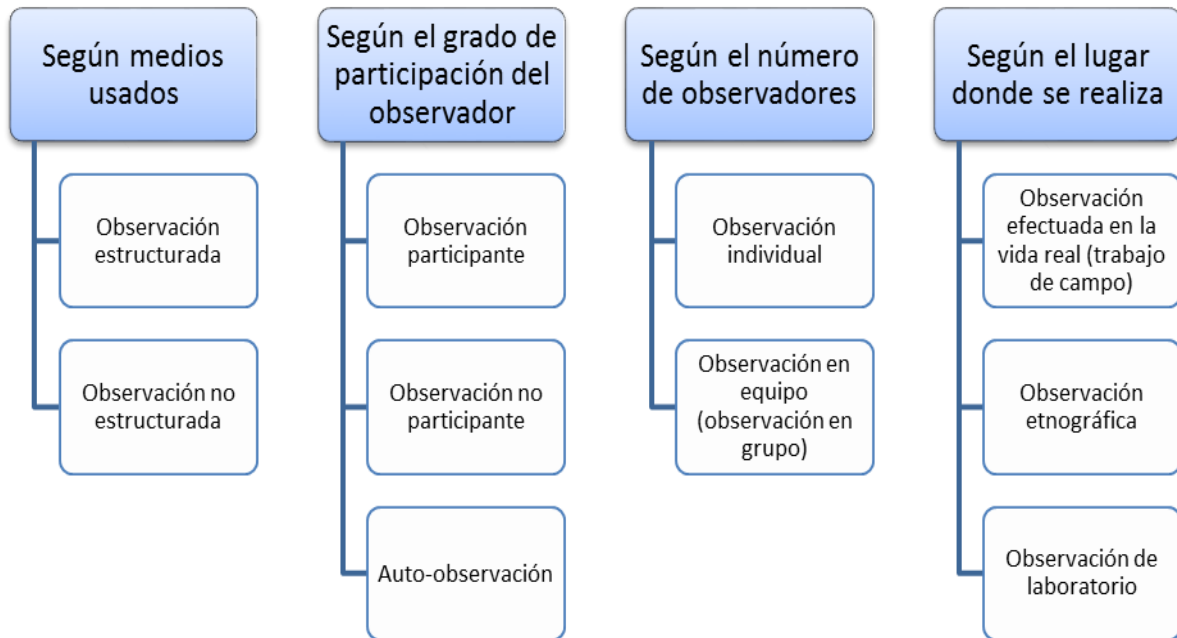 Según medios
usados
Observación
estructurada
Observación no
estructurada
Según el grado de
participación del
observador
Observación
participante
Observación no
participante
Auto-observación
Según el número
de observadores
Observación
individual
Observación en
equipo
(observación en
grupo)
Según el lugar
donde se realiza
Observación
efectuada en la
vida real (trabajo
de campo)
Observación
etnográfica
Observación de
laboratorio